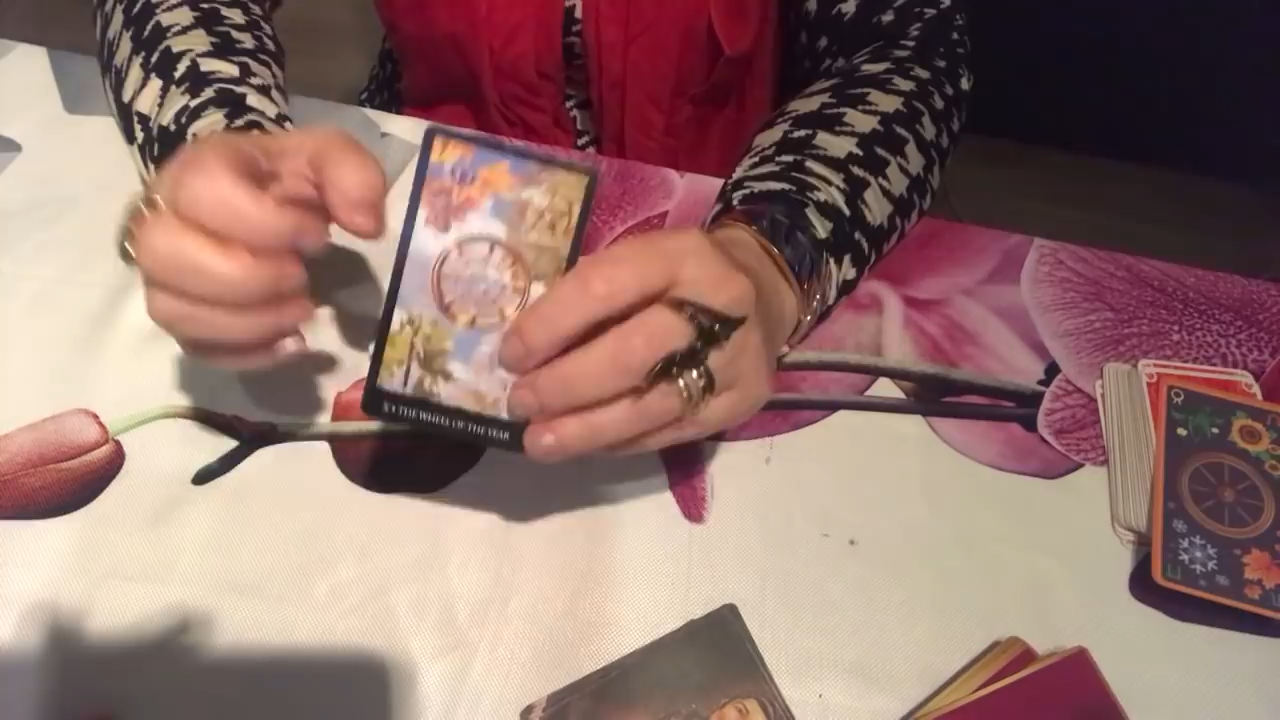 X • THE WHEEL OF THE YEAR